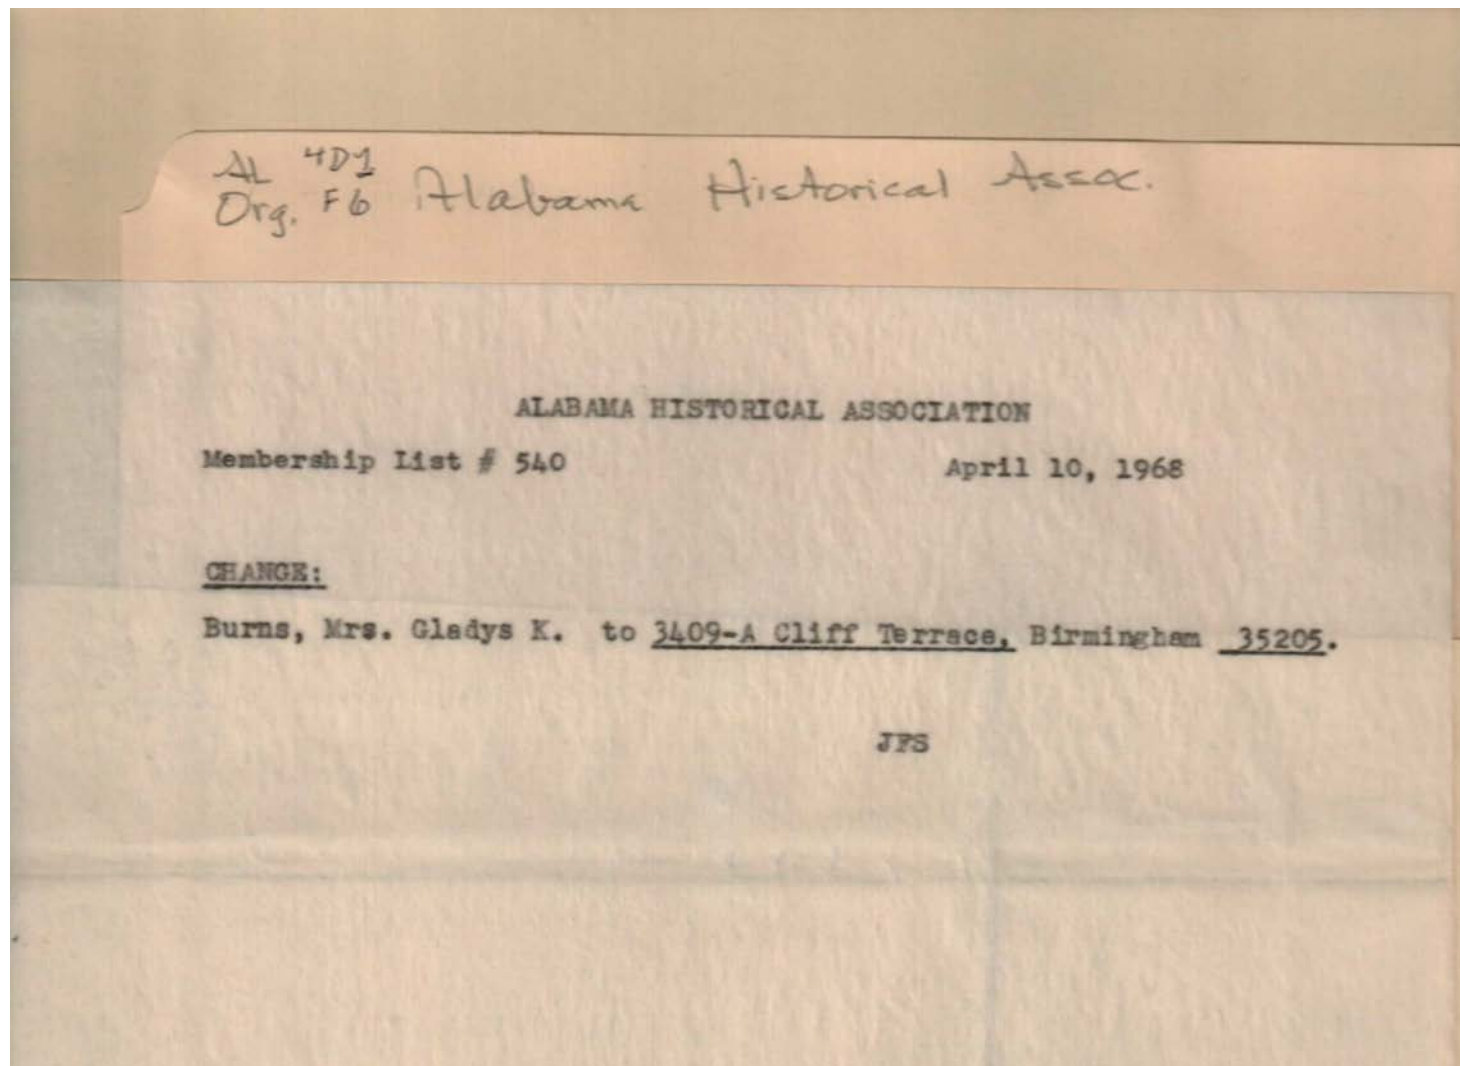 AL 4D1
Org. F6 Alabama Historical Assoc.
ALABAMA HISTORICAL ASSOCIATION
Membership List # 540 April 10, 1968
CHANGE:
Burns, Mrs. Gladys K. to 3409-A Cliff Terrace, Birmingham 35205.
JFS